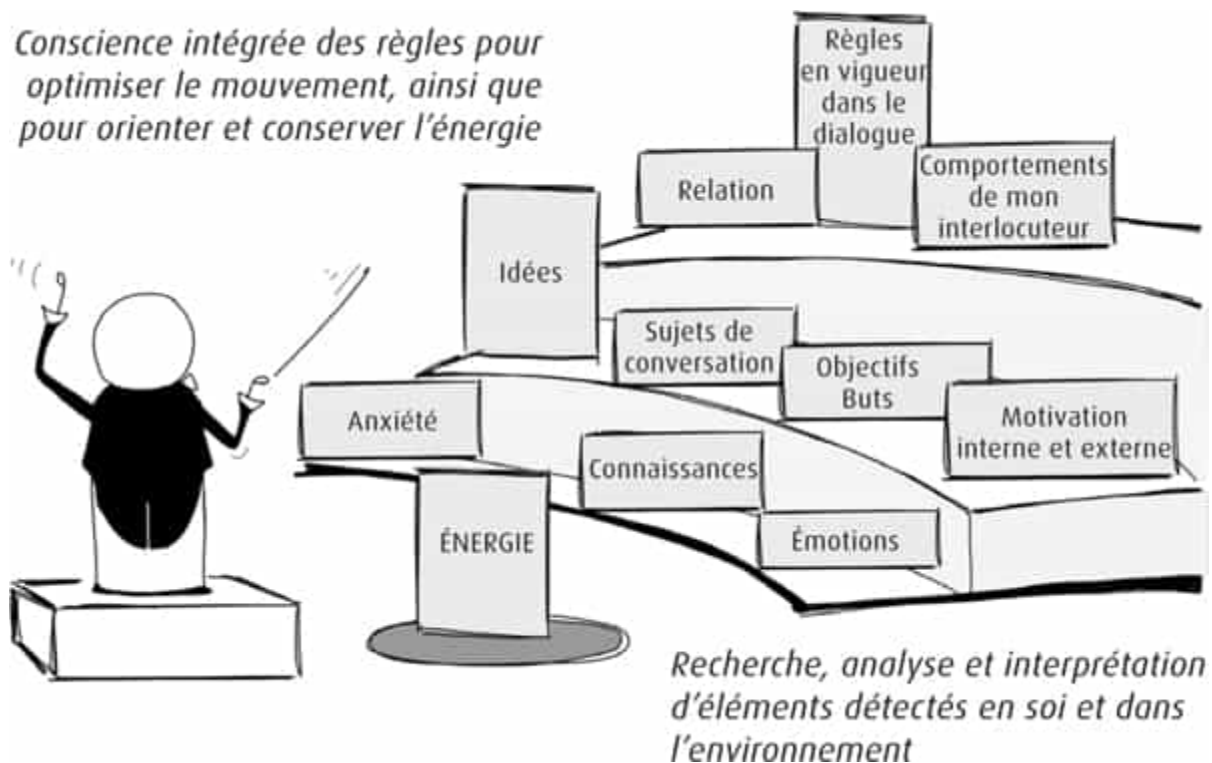 Conscience intégrée des règles pour
optimiser le mouvement, ainsi que
pour orienter et conserver l'énergie
Règles
en vigueur
dans le
dialogue
Relation
Comportements
de mon
interlocuteur
Idées
Sujets de
conversation
Objectifs
Buts
Motivation
interne et externe
Anxiété
Connaissances
Émotions
ÉNERGIE
Recherche, analyse et interprétation
d'éléments détectés en soi et dans
l'environnement